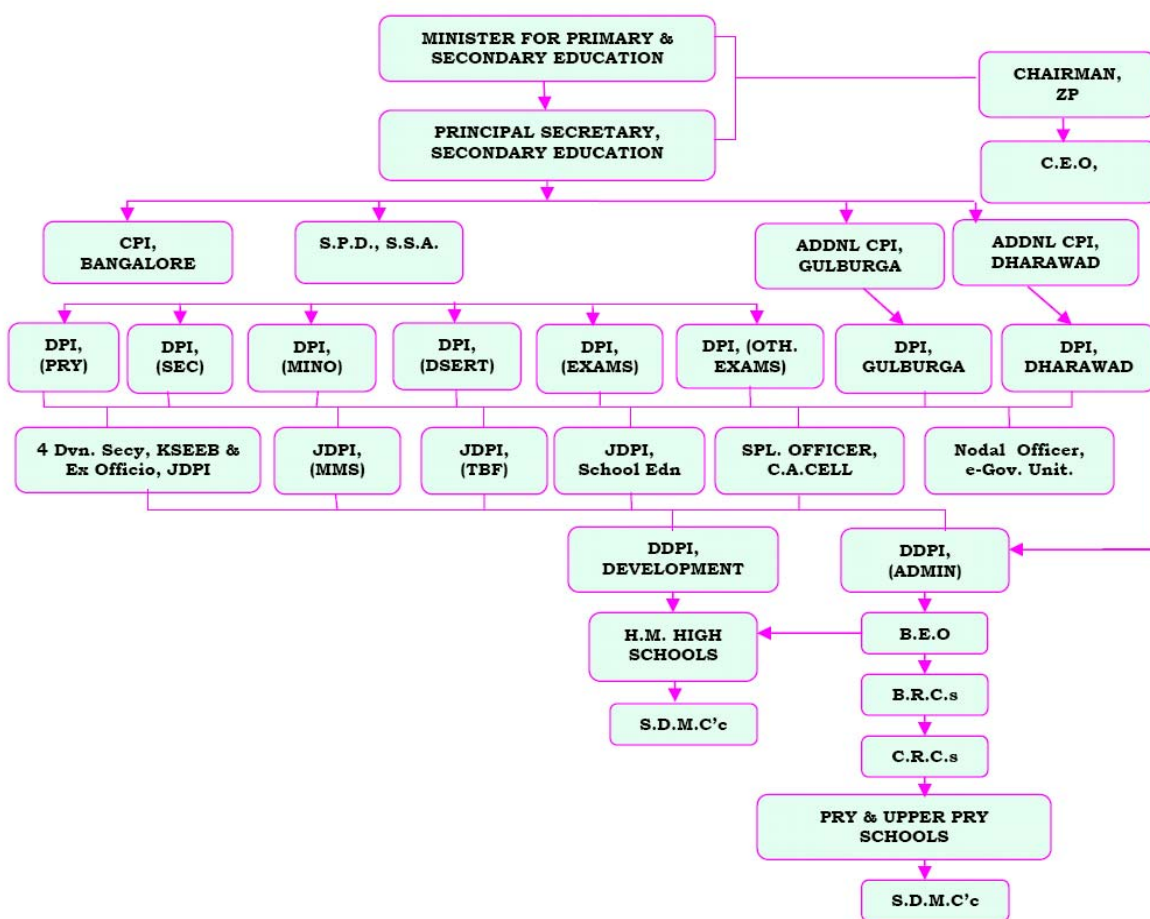 MINISTER FOR PRIMARY &
SECONDARY EDUCATION
CHAIRMAN,
ZP
PRINCIPAL SECRETARY,
SECONDARY EDUCATION
C.E.O,
CPI,
BANGALORE
S.P.D., S.S.A.
ADDNL CPI,
GULBURGA
ADDNL CPI,
DHARAWAD
DPI,
(PRY)
DPI,
(SEC)
DPI,
(MINO)
DPI,
(DSERT)
DPI,
(EXAMS)
DPI, (OTH.
EXAMS)
DPI,
GULBURGA
DPI,
DHARAWAD
4 Dvn. Secy, KSEEB &
Ex Officio, JDPI
JDPI,
(MMS)
JDPI,
(TBF)
JDPI,
School Edn
SPL. OFFICER,
C.A.CELL
Nodal Officer,
e-Gov. Unit.
DDPI,
DEVELOPMENT
DDPI,
(ADMIN)
H.M. HIGH
SCHOOLS
B.E.O
B.R.C.s
S.D.M.C'c
C.R.C.s
PRY & UPPER PRY
SCHOOLS
S.D.M.C'c